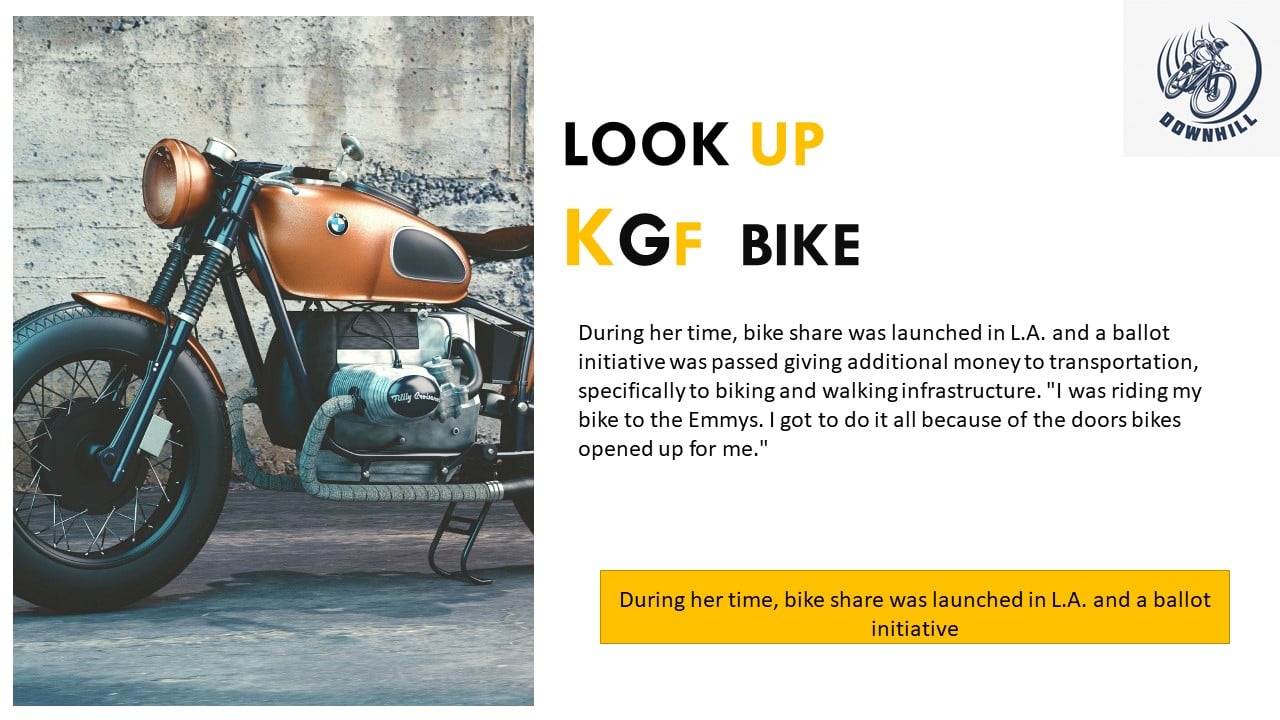 DOWNHILL
LOOK UP
KGF BIKE
During her time, bike share was launched in L.A. and a ballot
initiative was passed giving additional money to transportation,
specifically to biking and walking infrastructure. "I was riding my
bike to the Emmys. I got to do it all because of the doors bikes
opened up for me."
During her time, bike share was launched in L.A. and a ballot
initiative